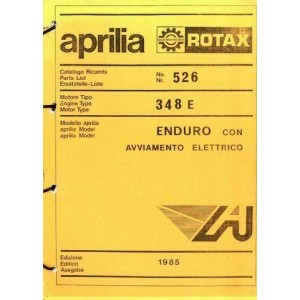 aprilia ROTAX
Catalogo Ricambi
Parts List
Ersatzteile-Liste
No.
Nr.
526
Motore Tipo
Engine Type
Motor Type
348 E
Modello aprilia
aprilia Model
aprilia Model
ENDURO CON
AVVIAMENTO ELETTRICO
Edizione
Edition
Ausgabe
1985